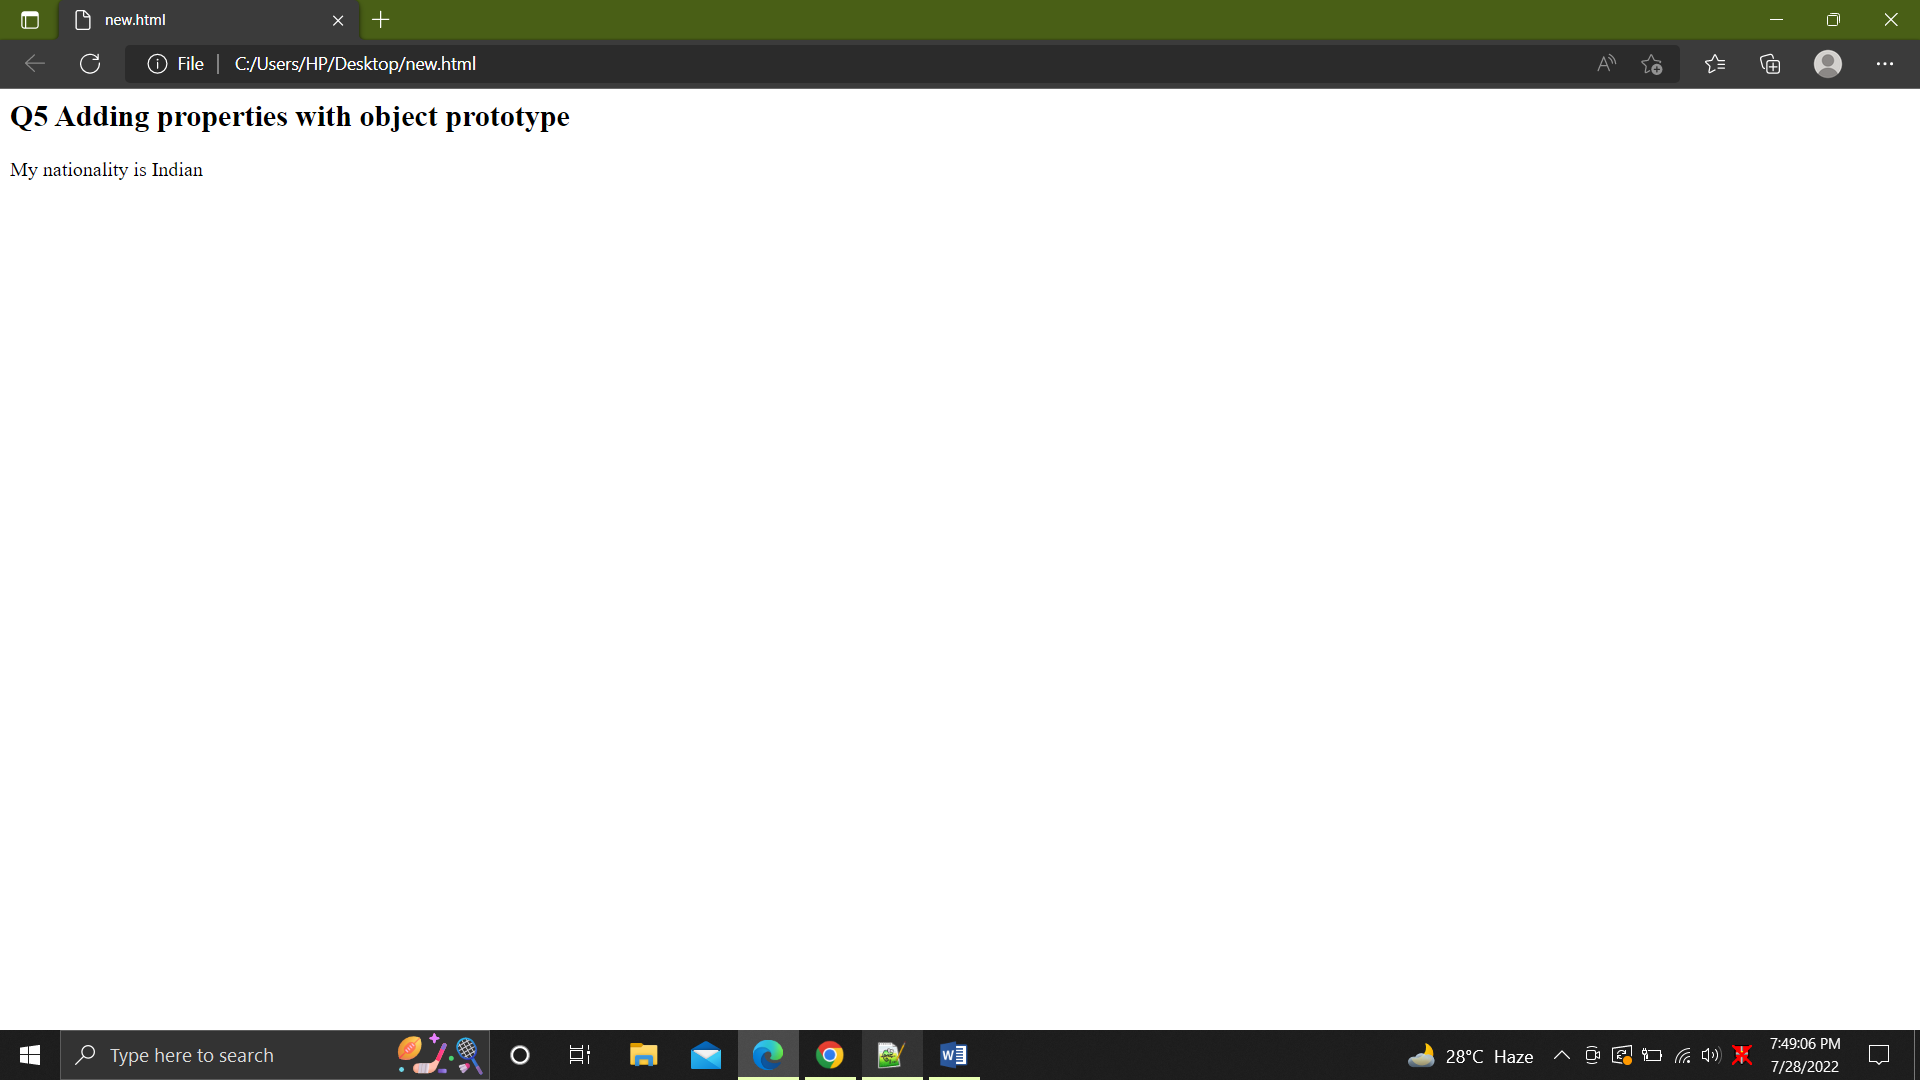 new.html
File C:/Users/HP/Desktop/new.html
Q5 Adding properties with object prototype
My nationality is Indian
Type here to search
28°C Haze
7:49:06 PM
7/28/2022